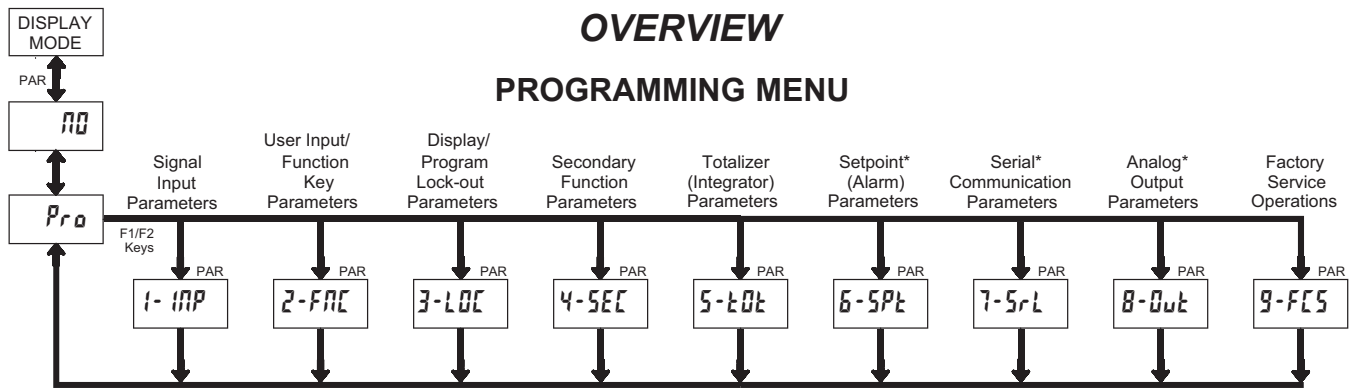 DISPLAY
MODE
OVERVIEW
PAR
PROGRAMMING MENU
NO
Pro
F1/F2
Keys
Signal
Input
Parameters
User Input/
Function
Key
Parameters
Display/
Program
Lock-out
Parameters
Secondary
Function
Parameters
Totalizer
(Integrator)
Parameters
Setpoint*
(Alarm)
Parameters
Serial*
Communication
Parameters
Analog*
Output
Parameters
Factory
Service
Operations
PAR
PAR
PAR
PAR
PAR
PAR
PAR
PAR
PAR
1-INP
2-FNC
3-LOC
4-SEC
5-tOt
6-SPt
7-SrL
8-Out
9-FCS